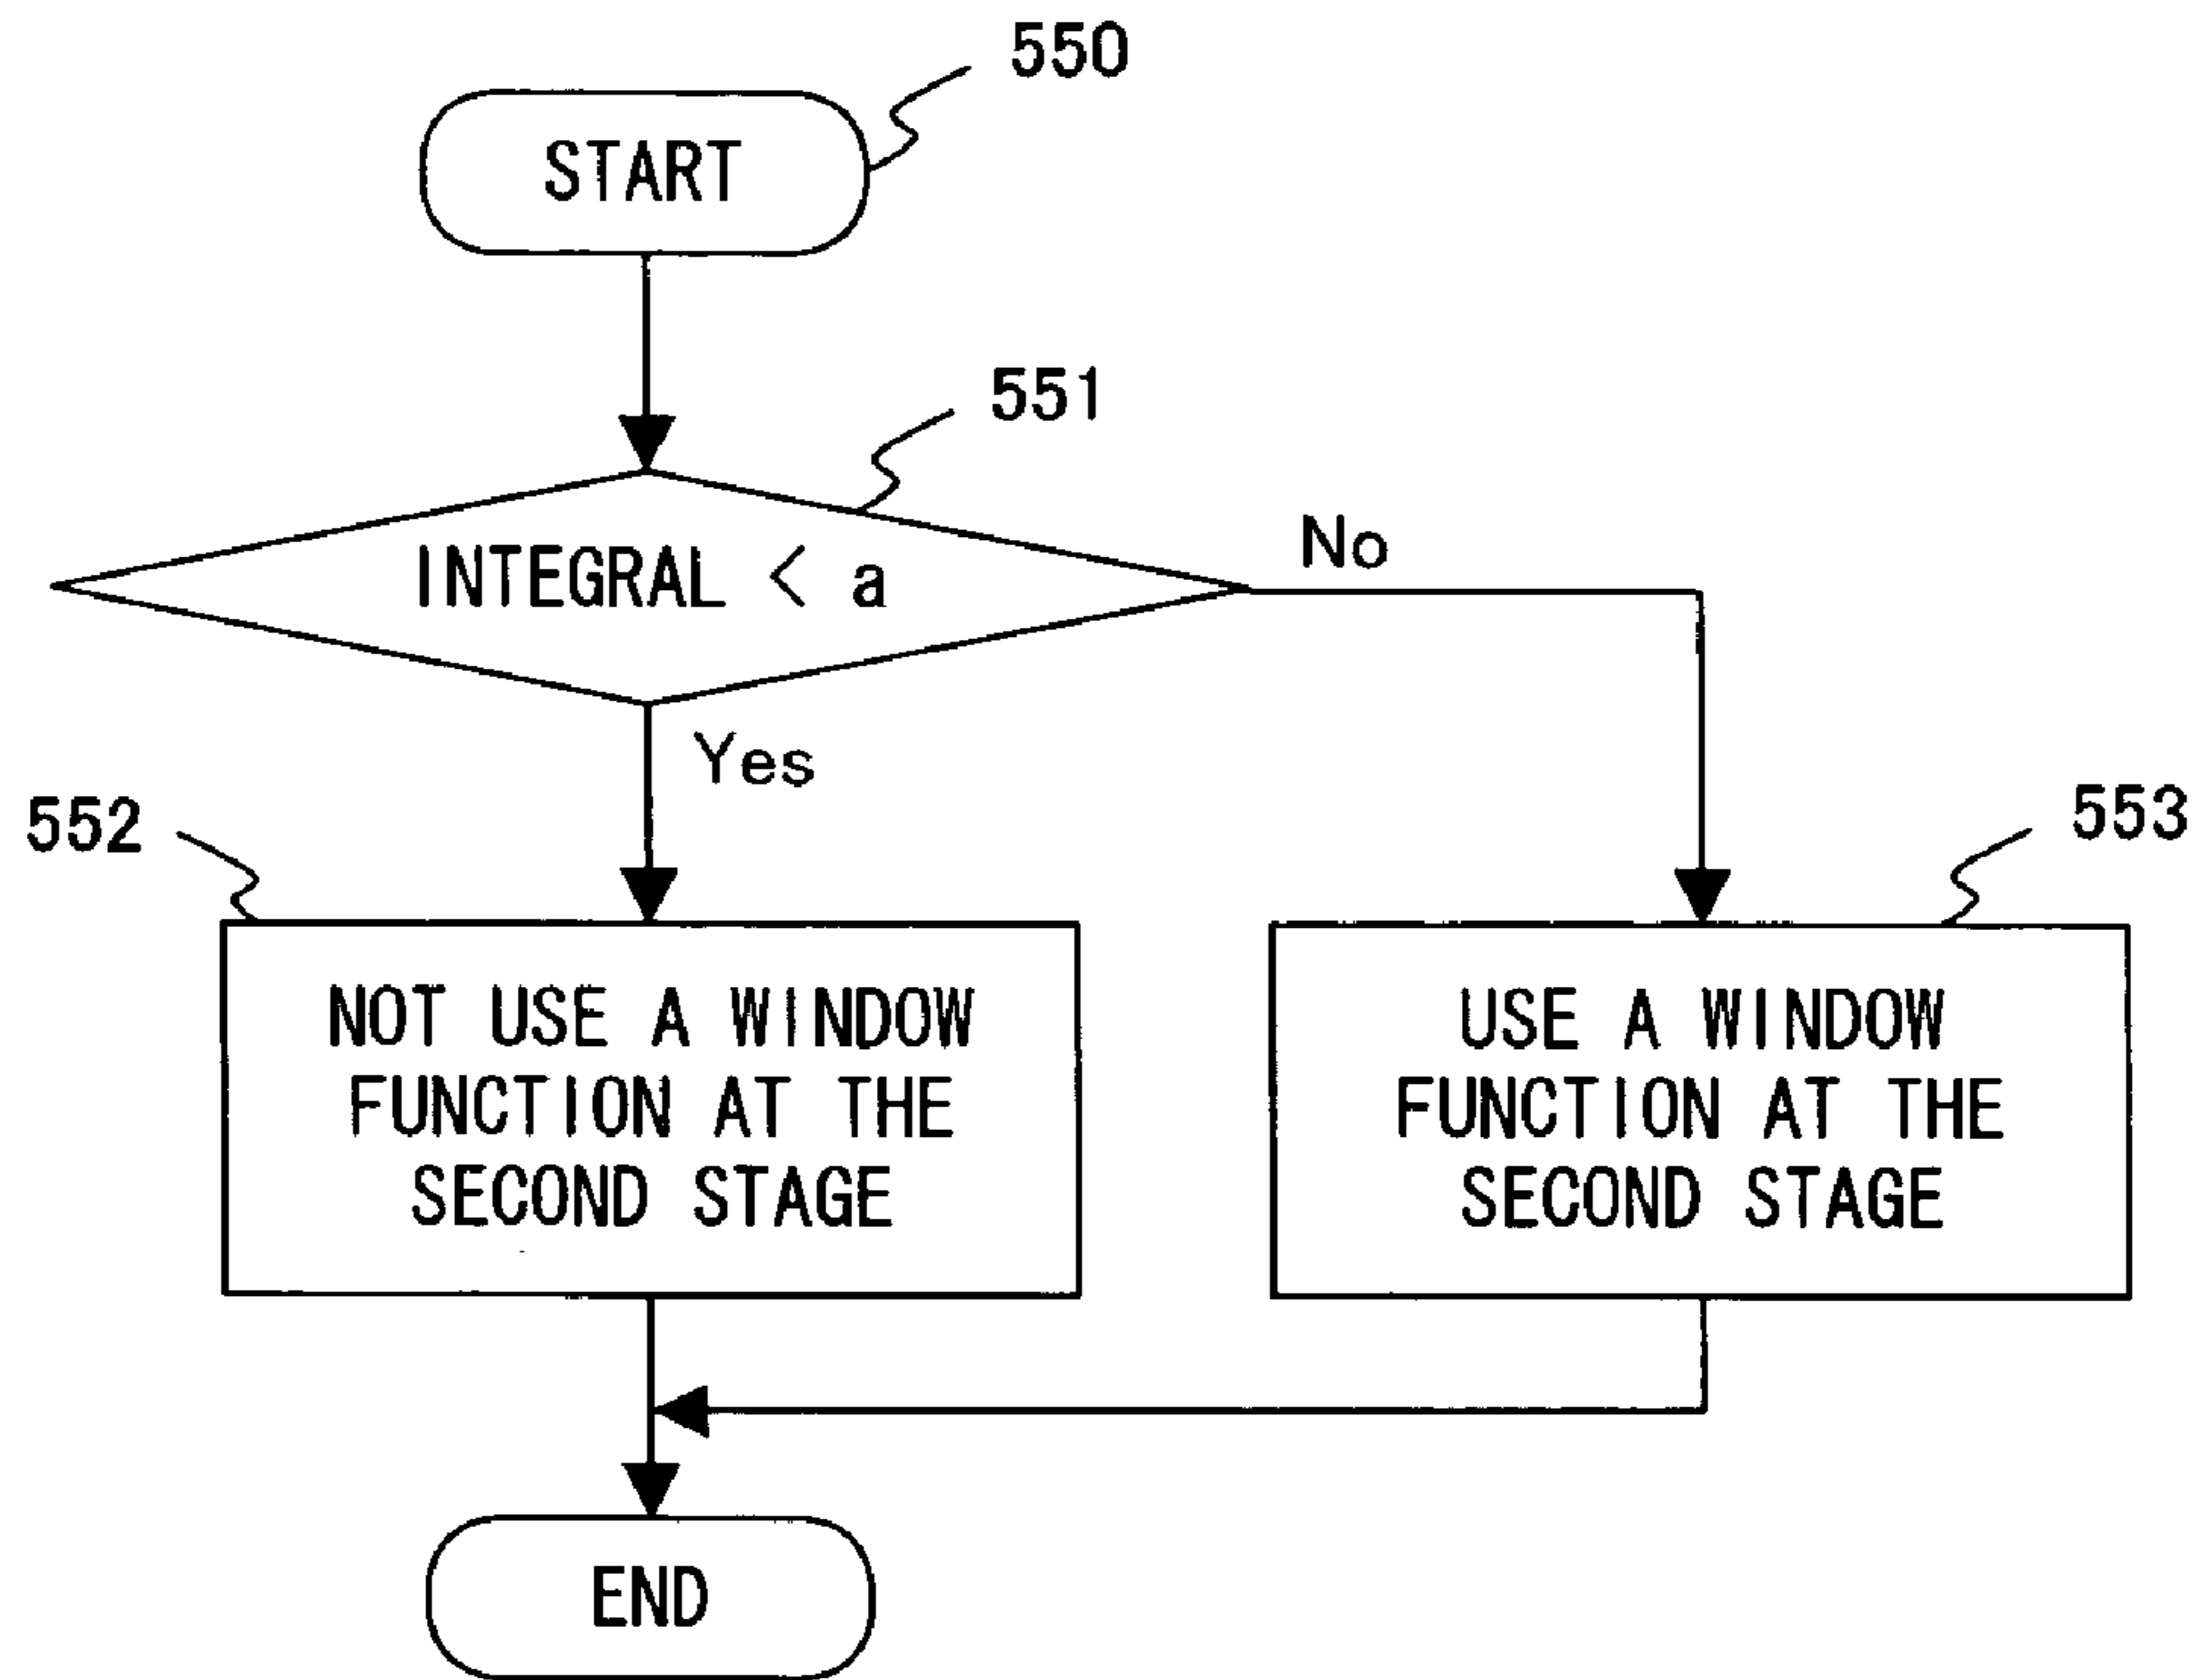 550
START
551
INTEGRAL < a
No
Yes
552
553
NOT USE A WINDOW
FUNCTION AT THE
SECOND STAGE
USE A WINDOW
FUNCTION AT THE
SECOND STAGE
END